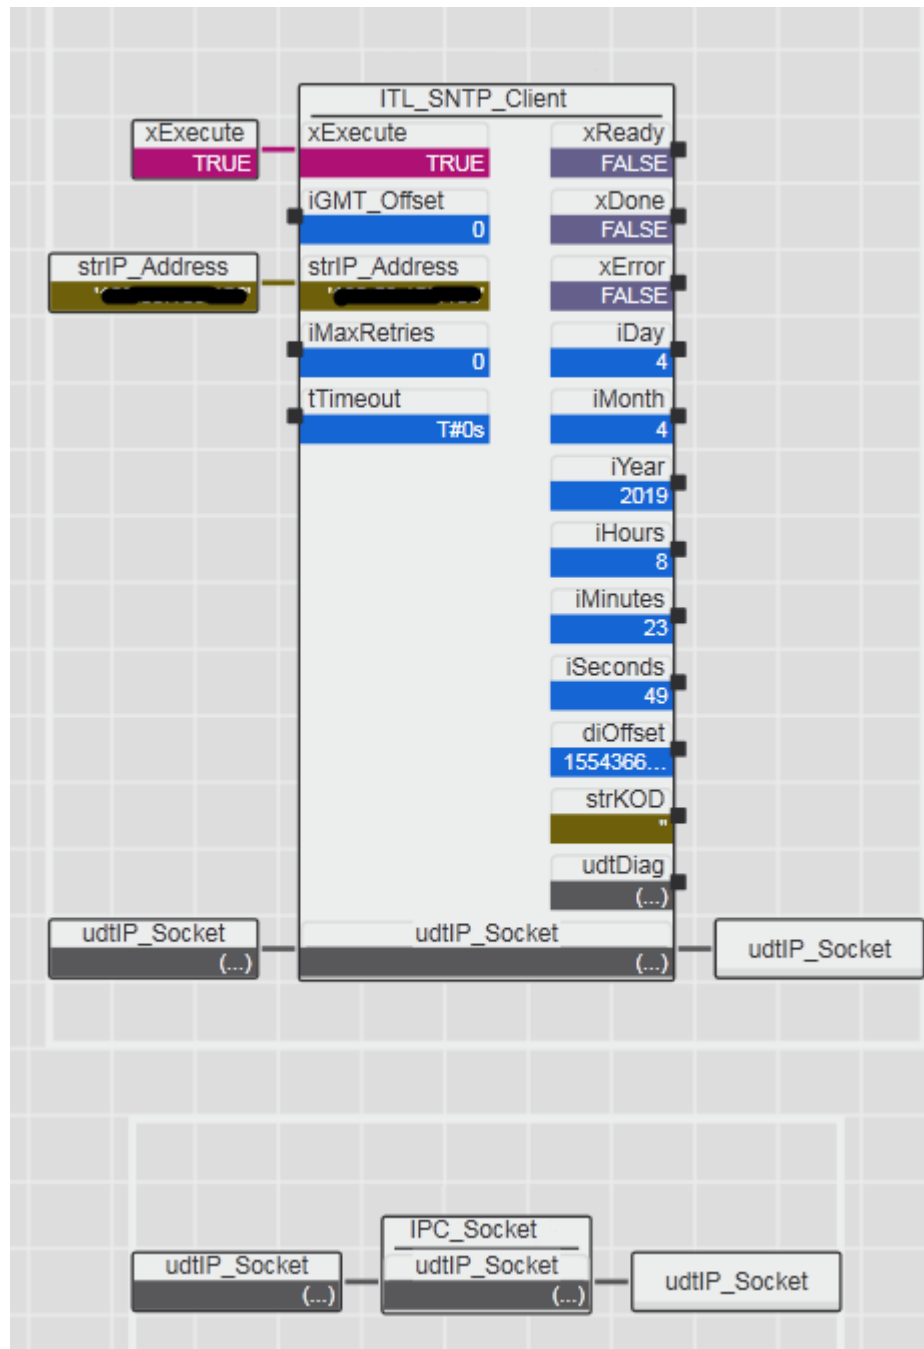 ITL_SNTP_Client
xExecute xExecute xReady
TRUE TRUE FALSE
iGMT_Offset xDone
0 FALSE
strIP_Address strIP_Address xError
FALSE
iMaxRetries iDay
0 4
tTimeout iMonth
T#0s 4
iYear
2019
iHours
8
iMinutes
23
iSeconds
49
diOffset
1554366...
strKOD
''
udtDiag
(...)
udtIP_Socket udtIP_Socket udtIP_Socket
(...) (...)
IPC_Socket
udtIP_Socket udtIP_Socket udtIP_Socket
(...) (...)